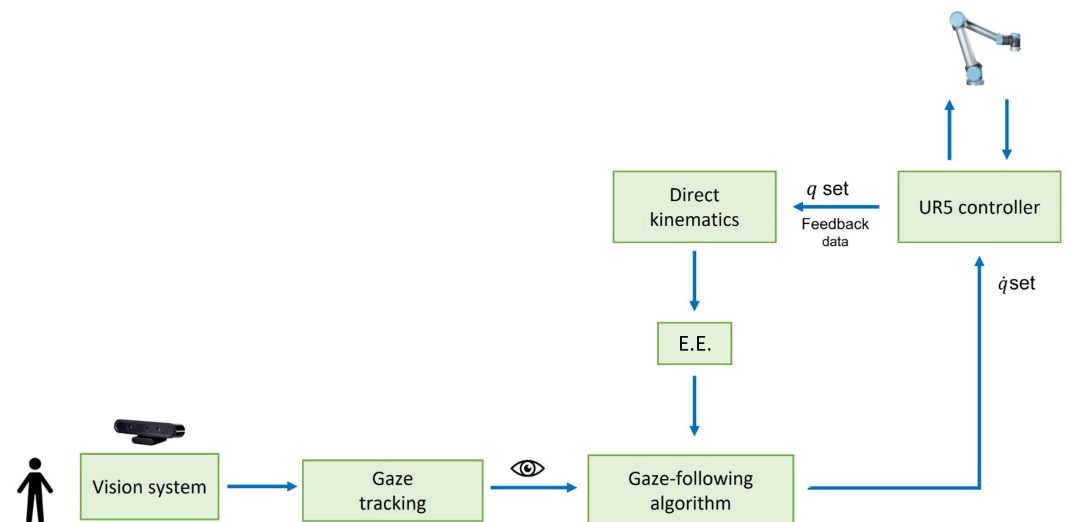 Direct
kinematics
q set
Feedback
data
UR5 controller
q̇ set
E.E.
Vision system
Gaze
tracking
Gaze-following
algorithm